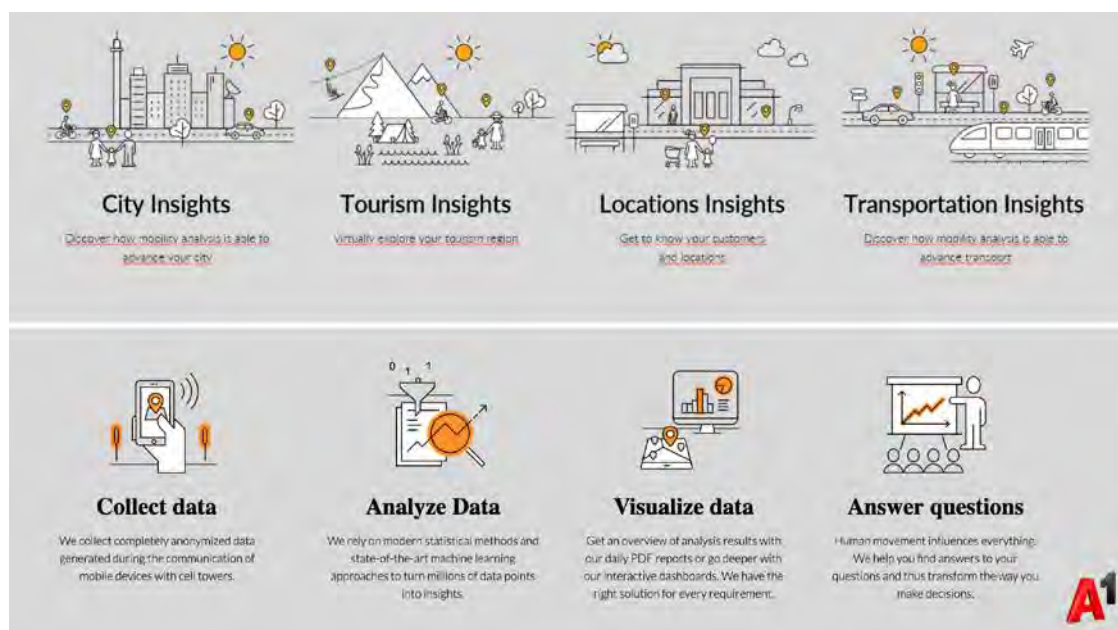 City Insights
Discover how mobility analysis is able to
advance your city
Tourism Insights
Virtually explore your tourism region
Locations Insights
Get to know your customers
and locations
Transportation Insights
Discover how mobility analysis is able to
advance transport
0 1 1
Collect data
We collect completely anonymized data
generated during the communication of
mobile devices with cell towers.
Analyze Data
We rely on modern statistical methods and
state-of-the-art machine learning
approaches to turn millions of data points
into insights.
Visualize data
Get an overview of analysis results with
our daily PDF reports or go deeper with
our interactive dashboards. We have the
right solution for every requirement.
Answer questions
Human movement influences everything.
We help you find answers to your
questions and thus transform the way you
make decisions.
A1